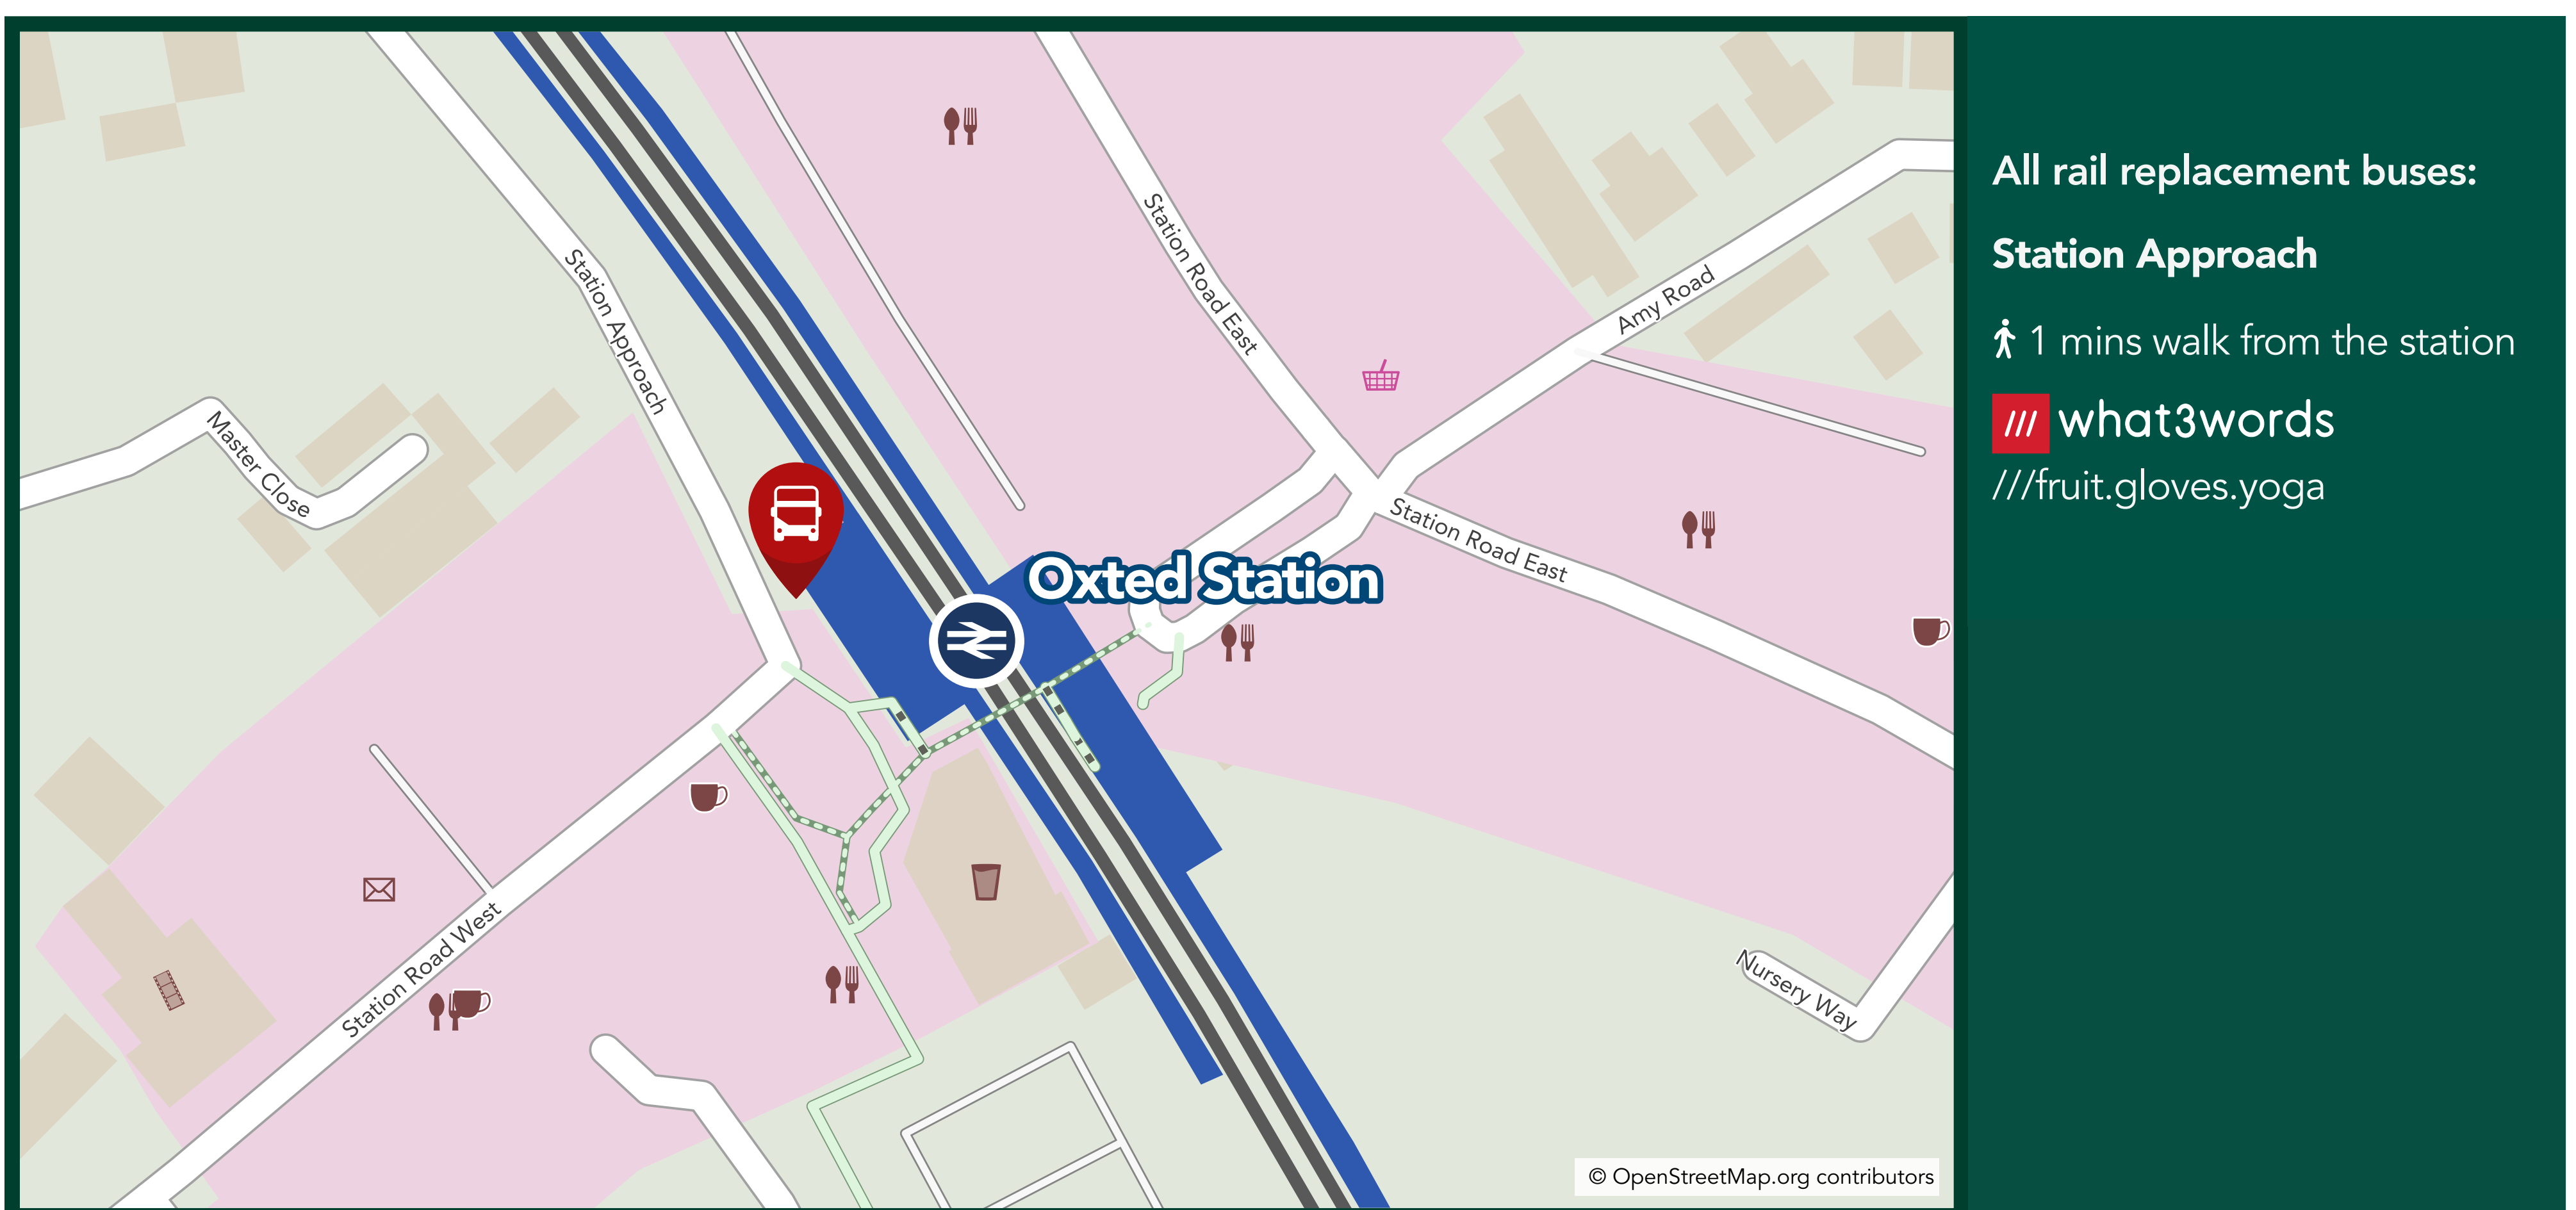 Station Approach
Station Road East
Amy Road
Master Close
Station Road East
Oxted Station
Station Road West
Nursery Way
© OpenStreetMap.org contributors
All rail replacement buses:
Station Approach
1 mins walk from the station
/// what3words
///fruit.gloves.yoga